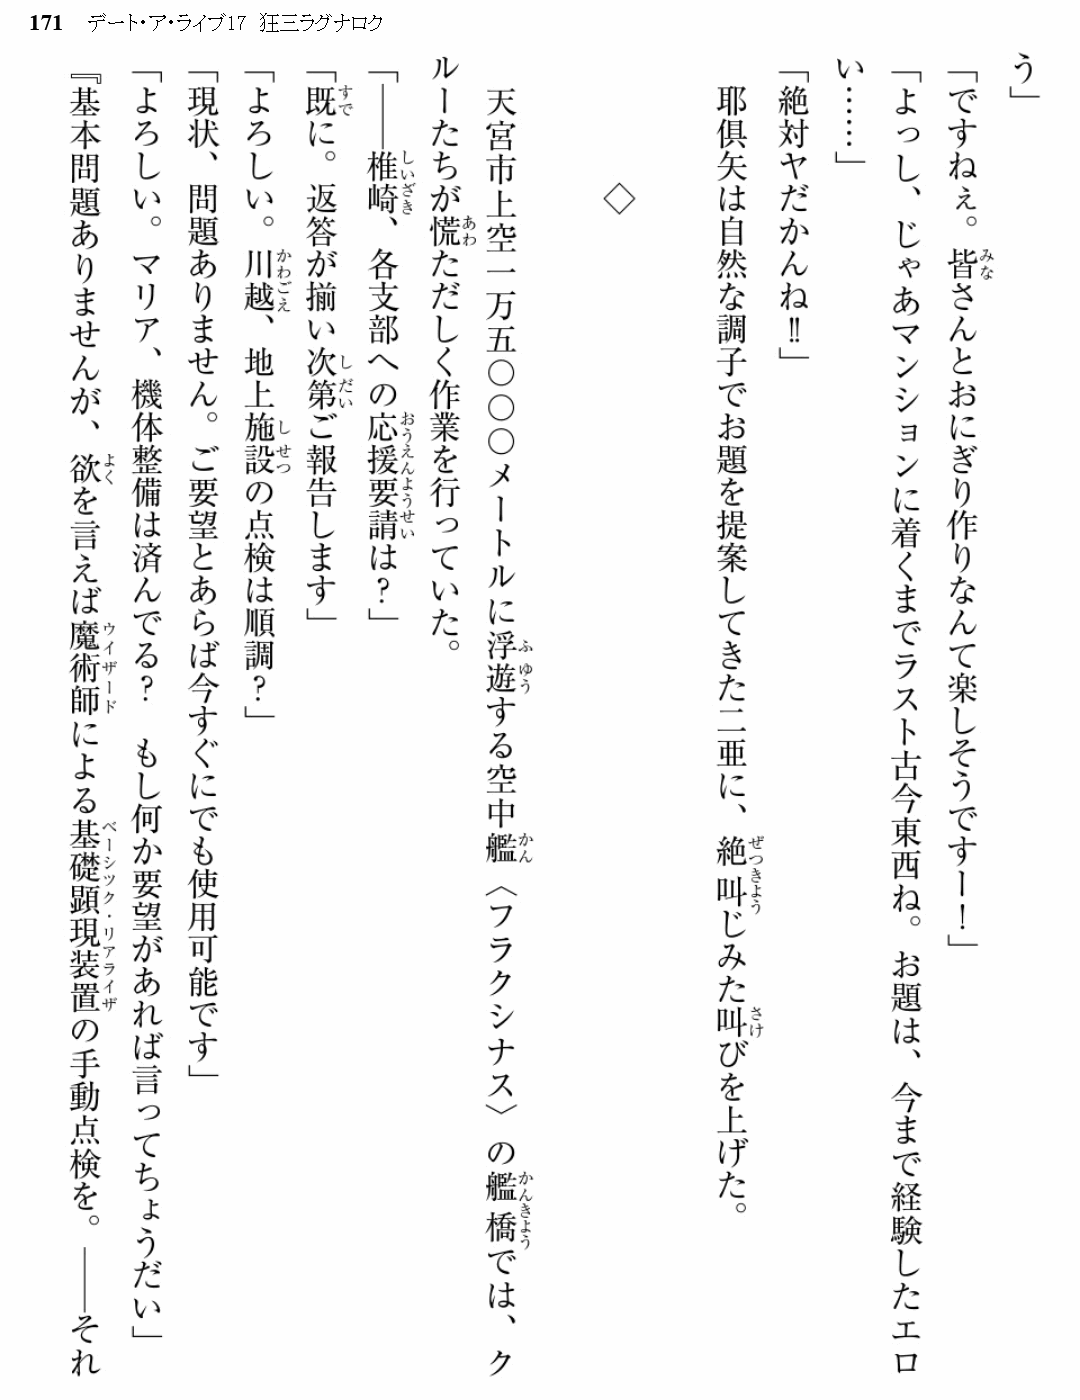 171 デート・ア・ライブ17 狂三ラグナロク
う」
「ですねぇ。皆さんとおにぎり作りなんて楽しそうですー！」
「よっし、じゃあマンションに着くまでラスト古今東西ね。お題は、今まで経験したエロ
い……」
「絶対ヤだかんね‼」
耶倶矢は自然な調子でお題を提案してきた二亜に、絶叫じみた叫びを上げた。
◇
天宮市上空一万五〇〇〇メートルに浮遊する空中艦〈フラクシナス〉の艦橋では、ク
ルーたちが慌ただしく作業を行っていた。
「――椎崎、各支部への応援要請は？」
「既に。返答が揃い次第ご報告します」
「よろしい。川越、地上施設の点検は順調？」
「現状、問題ありません。ご要望とあらば今すぐにでも使用可能です」
「よろしい。マリア、機体整備は済んでる？　もし何か要望があれば言ってちょうだい」
『基本問題ありませんが、欲を言えば魔術師による基礎顕現装置の手動点検を。――それ